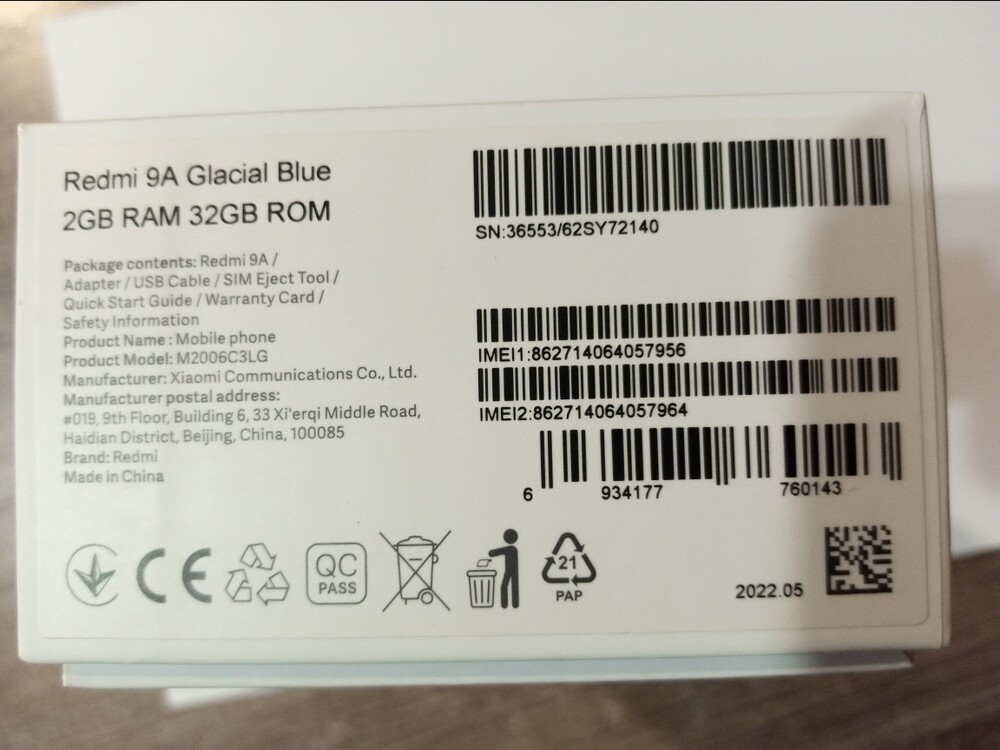 Redmi 9A Glacial Blue
2GB RAM 32GB ROM
Package contents: Redmi 9A /
Adapter / USB Cable / SIM Eject Tool /
Quick Start Guide / Warranty Card /
Safety Information
Product Name : Mobile phone
Product Model: M2006C3LG
Manufacturer: Xiaomi Communications Co., Ltd.
Manufacturer postal address:
#019, 9th Floor, Building 6, 33 Xi'erqi Middle Road,
Haidian District, Beijing, China, 100085
Brand: Redmi
Made in China
SN:36553/62SY72140
IMEI1:862714064057956
IMEI2:862714064057964
6 934177 760143
CE
QC
PASS
21
PAP
2022.05